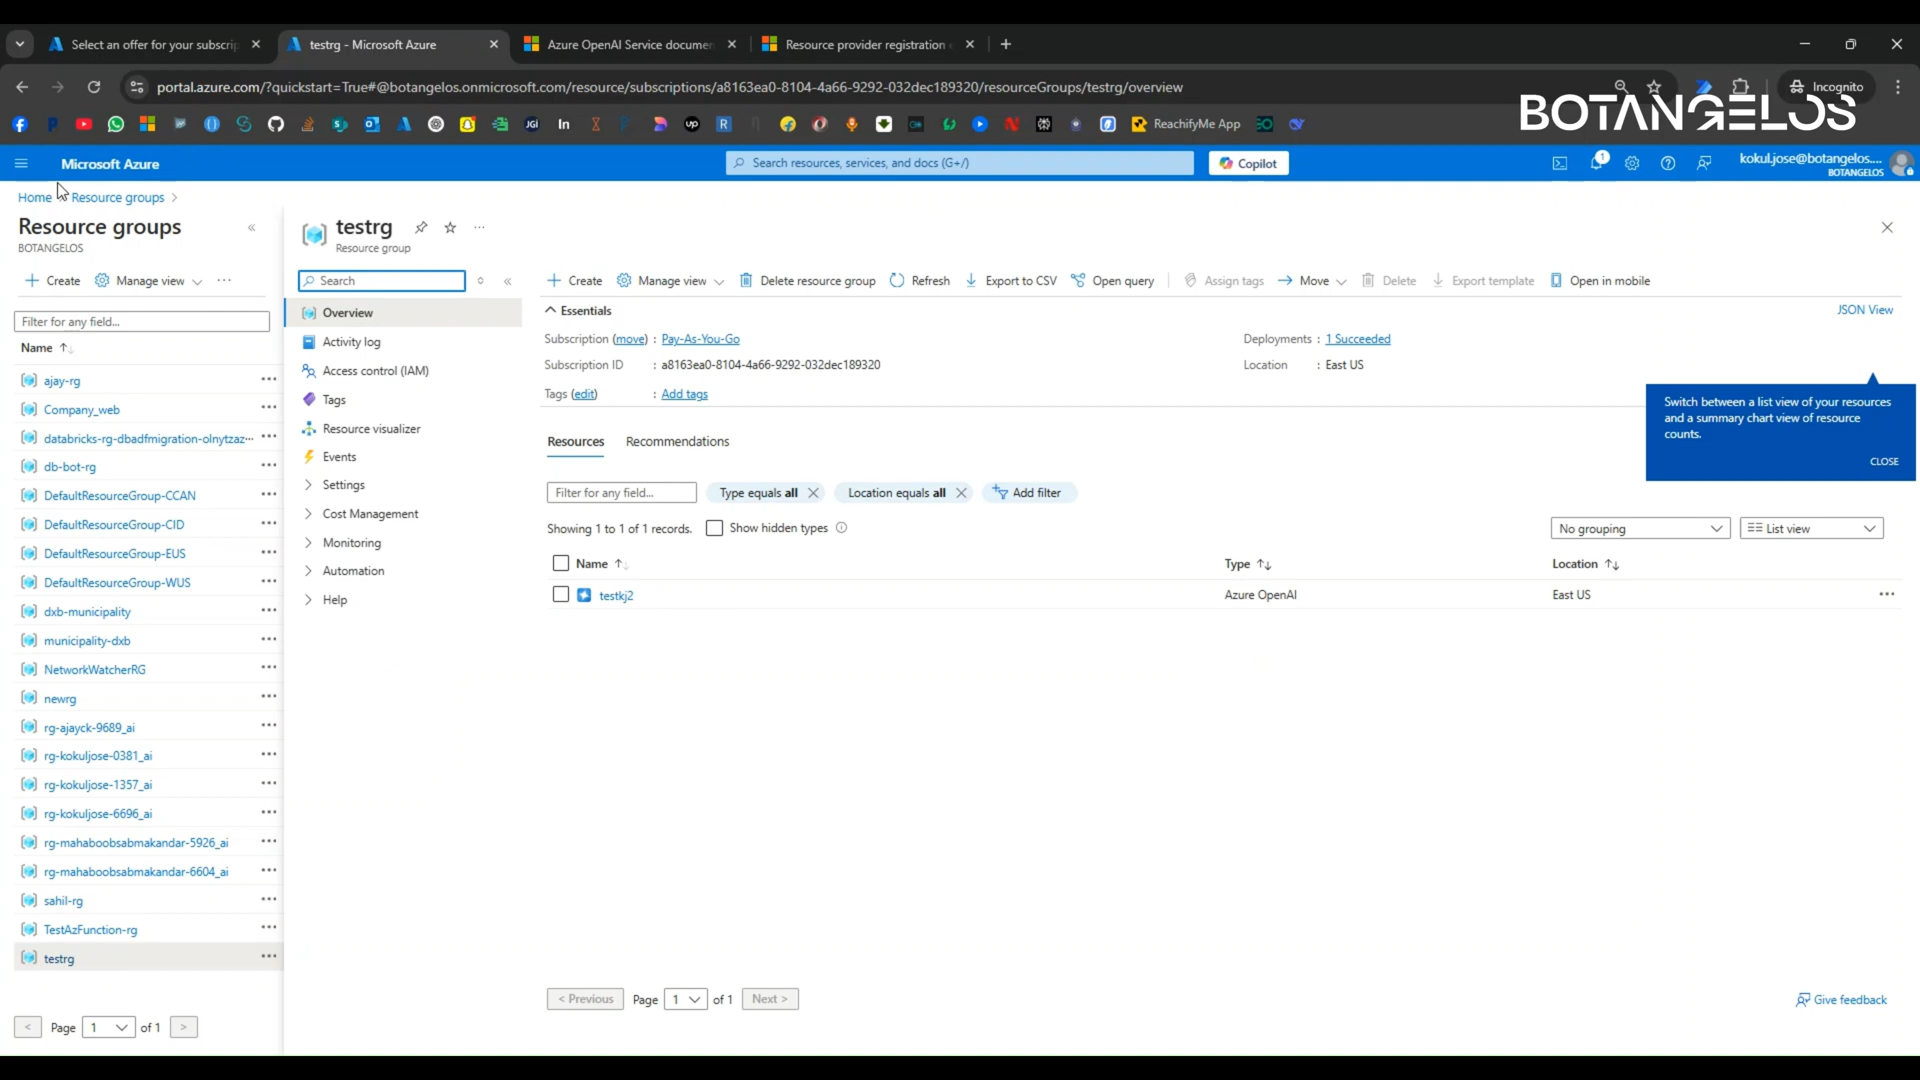 Select an offer for your subscrip
testrg - Microsoft Azure
Azure OpenAI Service documen
Resource provider registration
portal.azure.com/?quickstart=True#@botangelos.onmicrosoft.com/resource/subscriptions/a8163ea0-8104-4a66-9292-032dec189320/resourceGroups/testrg/overview
Incognito
BOTANGELOS
JGI
In
up
R
ReachifyMe App
Microsoft Azure
Search resources, services, and docs (G+/)
Copilot
1
kokul.jose@botangelos....
BOTANGELOS
Home
Resource groups >
Resource groups
BOTANGELOS
Create
Manage view
Filter for any field...
Name
ajay-rg
Company_web
databricks-rg-dbadfmigration-olnytzaz...
db-bot-rg
DefaultResourceGroup-CCAN
DefaultResourceGroup-CID
DefaultResourceGroup-EUS
DefaultResourceGroup-WUS
dxb-municipality
municipality-dxb
NetworkWatcherRG
newrg
rg-ajayck-9689_ai
rg-kokuljose-0381_ai
rg-kokuljose-1357_ai
rg-kokuljose-6696_ai
rg-mahaboobsabmakandar-5926_ai
rg-mahaboobsabmakandar-6604_ai
sahil-rg
TestAzFunction-rg
testrg
< Page 1 of 1 >
testrg
Resource group
Search
Overview
Activity log
Access control (IAM)
Tags
Resource visualizer
Events
Settings
Cost Management
Monitoring
Automation
Help
Create
Manage view
Delete resource group
Refresh
Export to CSV
Open query
Assign tags
Move
Delete
Export template
Open in mobile
Essentials
JSON View
Subscription (move) : Pay-As-You-Go
Deployments : 1 Succeeded
Subscription ID : a8163ea0-8104-4a66-9292-032dec189320
Location : East US
Tags (edit) : Add tags
Switch between a list view of your resources
and a summary chart view of resource
counts.
CLOSE
Resources
Recommendations
Filter for any field...
Type equals all
Location equals all
Add filter
Showing 1 to 1 of 1 records.
Show hidden types
No grouping
List view
Name
Type
Location
testkj2
Azure OpenAI
East US
< Previous
Page 1 of 1
Next >
Give feedback